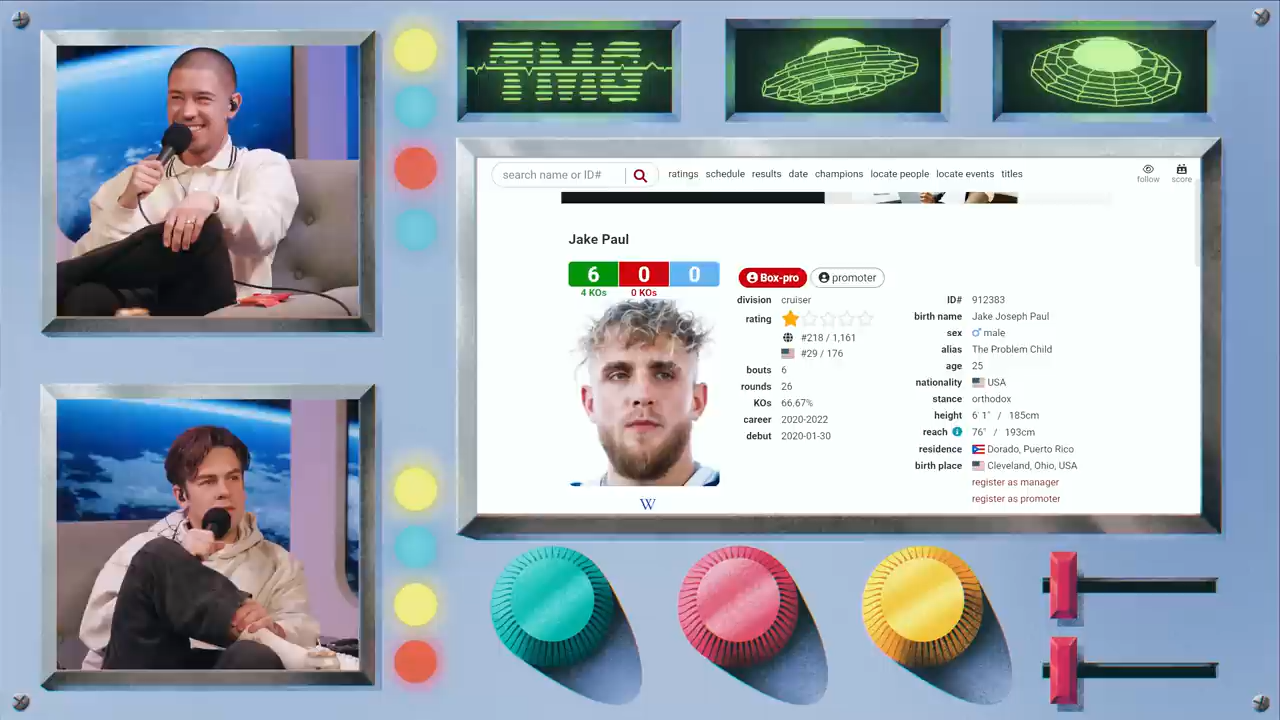 TMG
search name or ID#
ratings schedule results date champions locate people locate events titles
follow
score
Jake Paul
6 0 0
4 KOs 0 KOs
Box-pro
promoter
division cruiser
rating
#218 / 1,161
#29 / 176
bouts 6
rounds 26
KOs 66.67%
career 2020-2022
debut 2020-01-30
ID# 912383
birth name Jake Joseph Paul
sex ♂ male
alias The Problem Child
age 25
nationality USA
stance orthodox
height 6′ 1″ / 185cm
reach 76″ / 193cm
residence Dorado, Puerto Rico
birth place Cleveland, Ohio, USA
register as manager
register as promoter
W